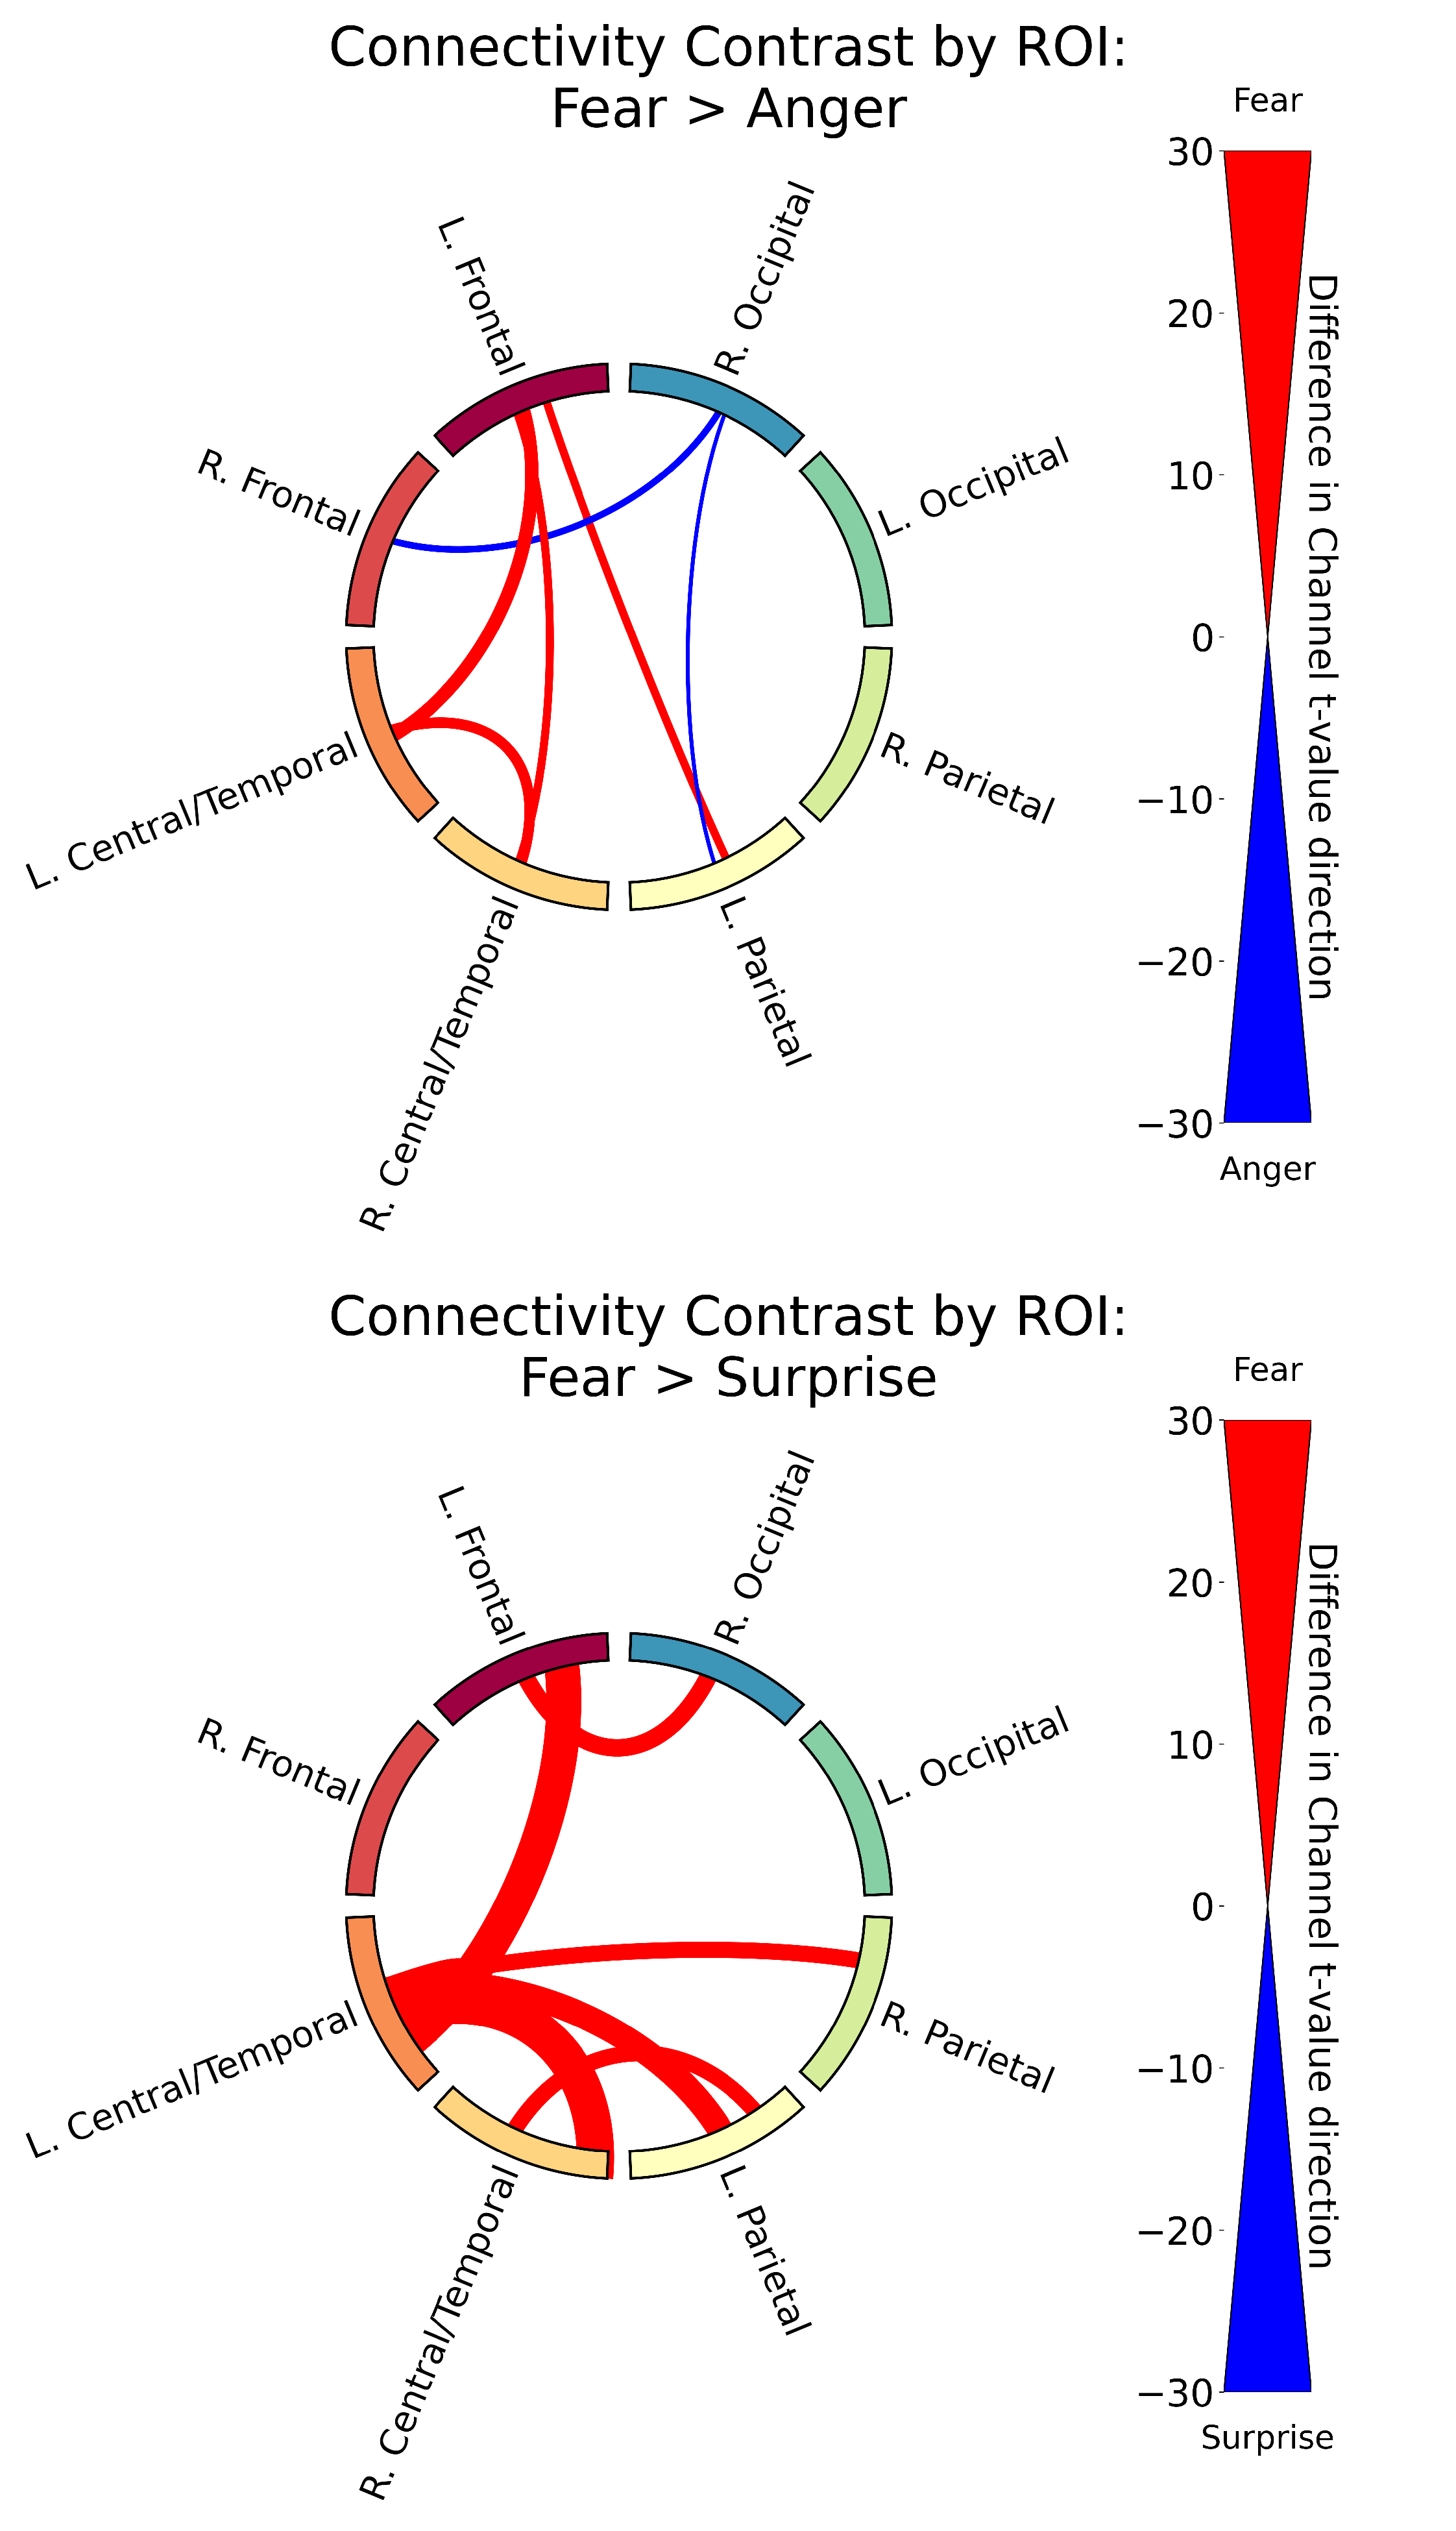 Connectivity Contrast by ROI:
Fear > Anger
Fear
30
20
10
0
−10
−20
−30
Anger
Difference in Channel t-value direction
L. Frontal
R. Occipital
R. Frontal
L. Occipital
L. Central/Temporal
R. Parietal
R. Central/Temporal
L. Parietal
Connectivity Contrast by ROI:
Fear > Surprise
Fear
30
20
10
0
−10
−20
−30
Surprise
Difference in Channel t-value direction
L. Frontal
R. Occipital
R. Frontal
L. Occipital
L. Central/Temporal
R. Parietal
R. Central/Temporal
L. Parietal